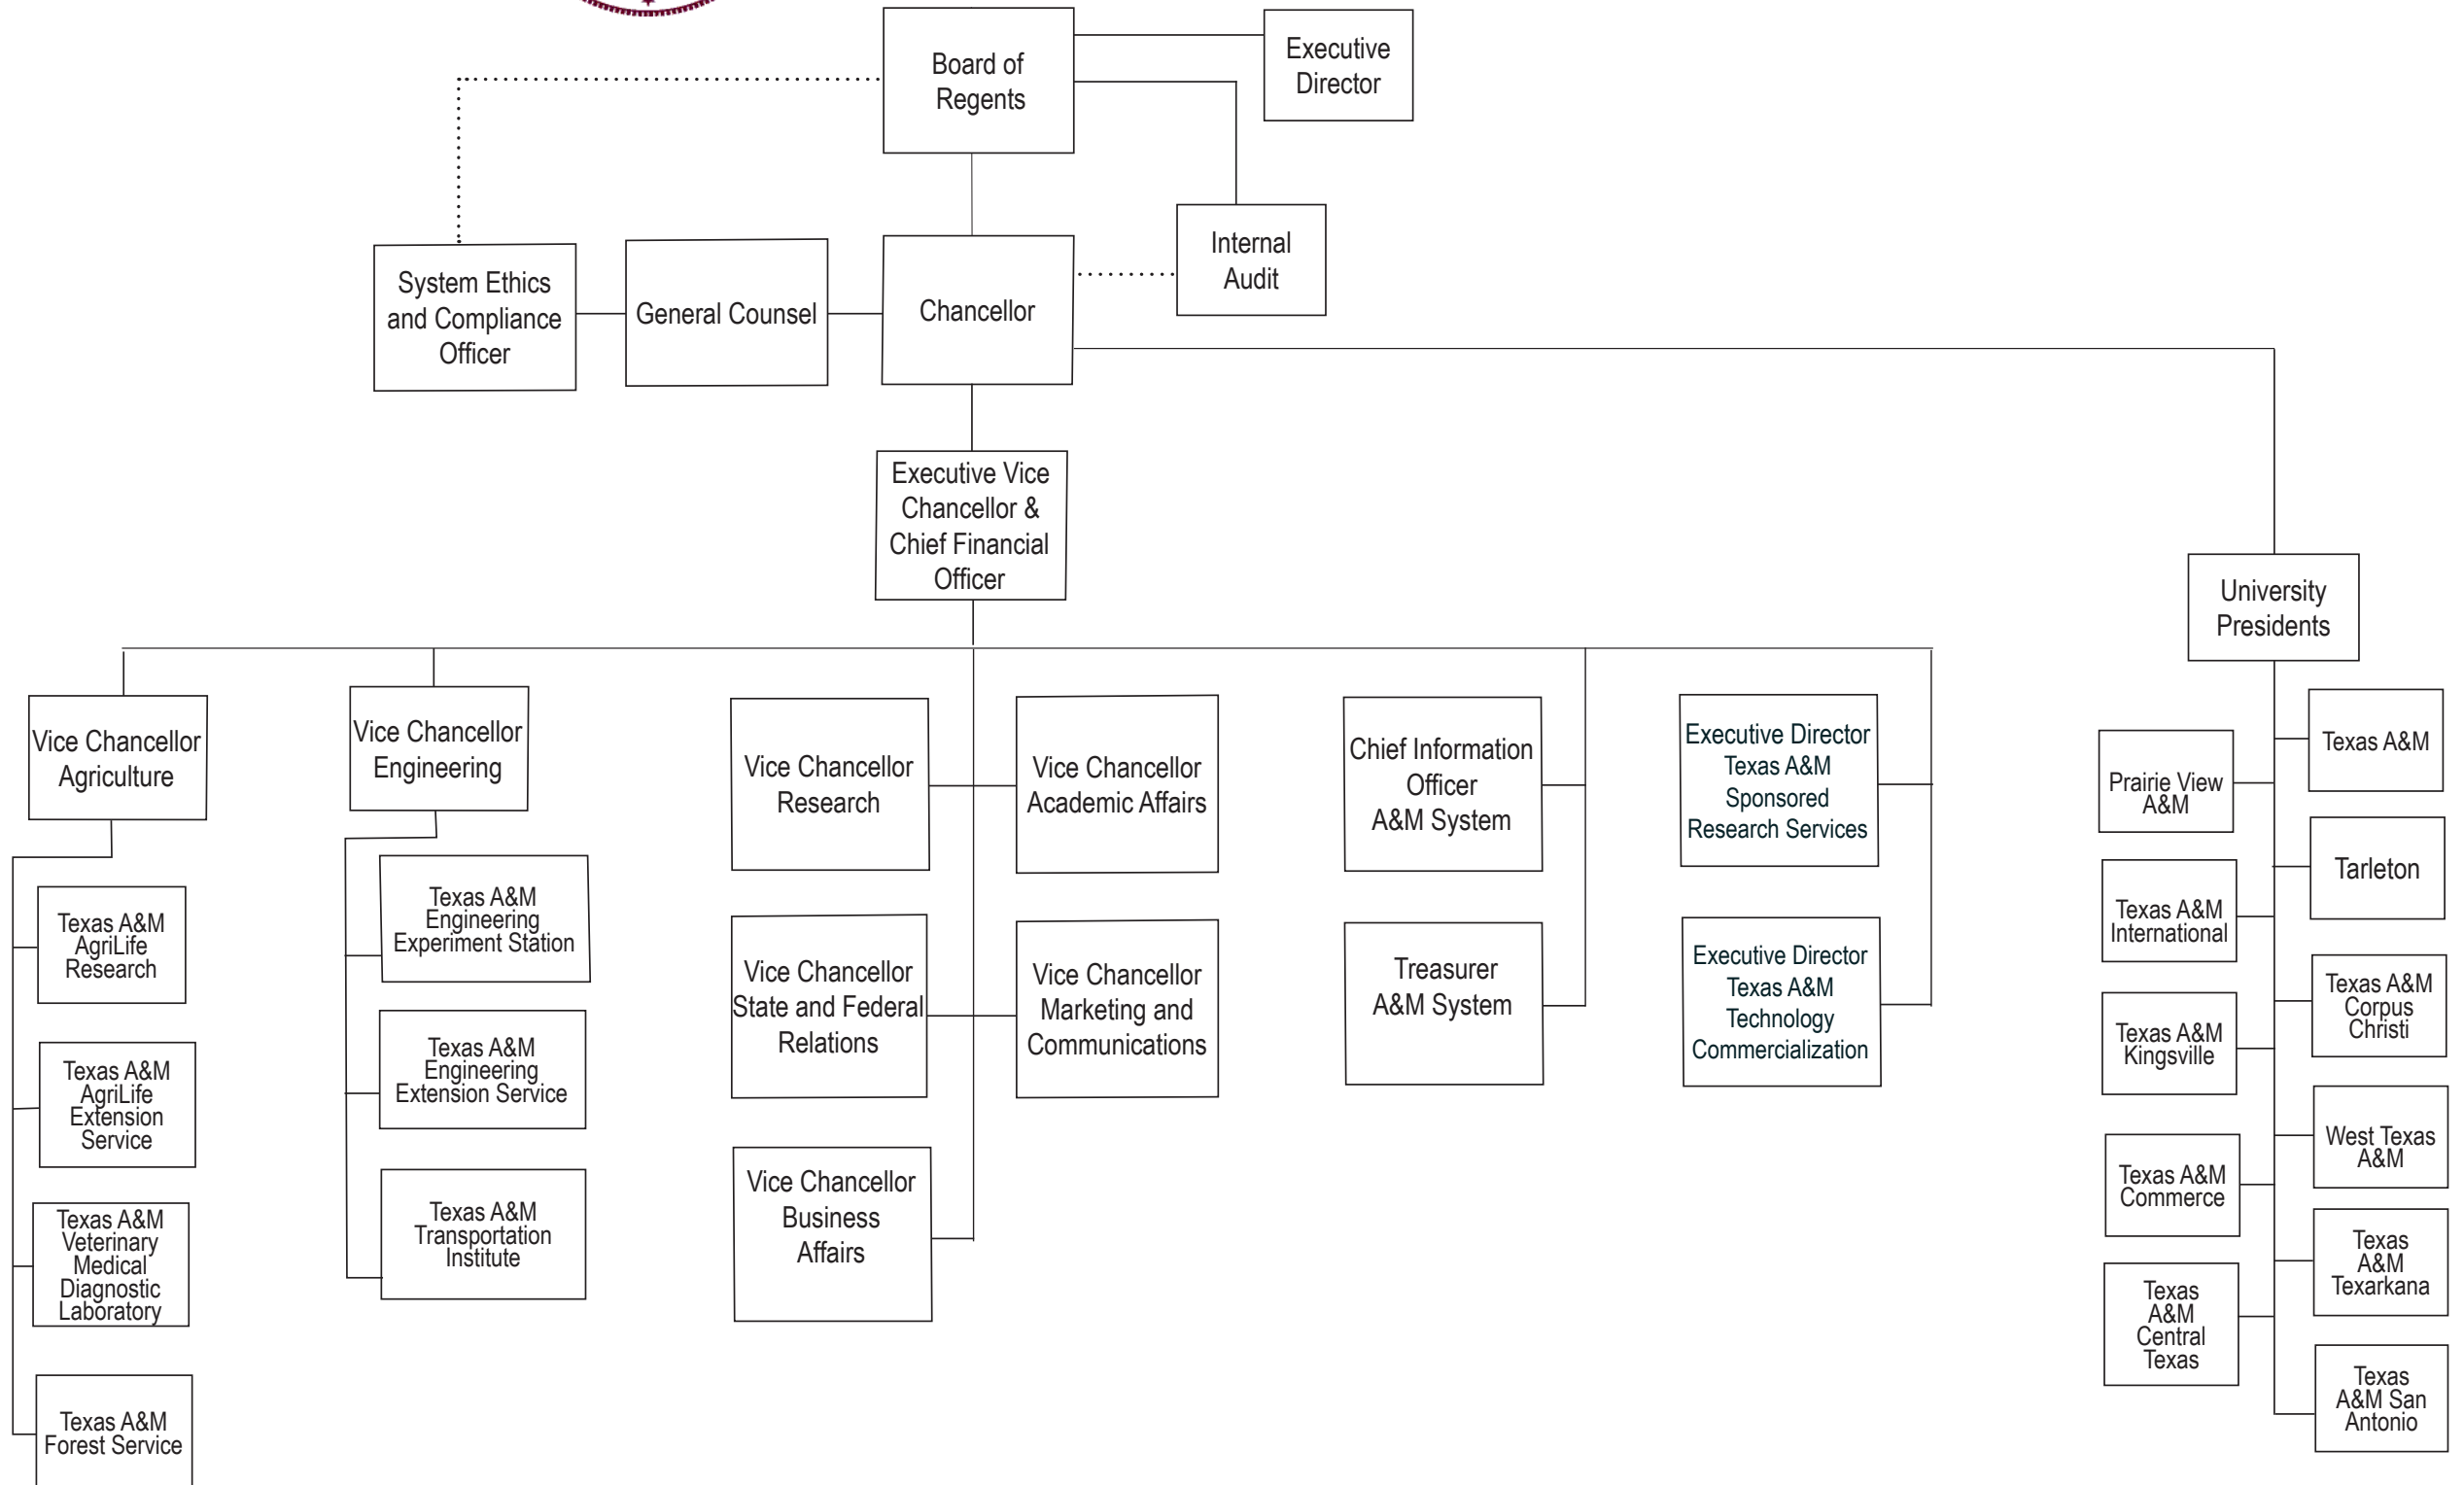 Board of
Regents
Executive
Director
Internal
Audit
System Ethics
and Compliance
Officer
General Counsel
Chancellor
Executive Vice
Chancellor &
Chief Financial
Officer
University
Presidents
Vice Chancellor
Agriculture
Texas A&M
AgriLife
Research
Texas A&M
AgriLife
Extension
Service
Texas A&M
Veterinary
Medical
Diagnostic
Laboratory
Texas A&M
Forest Service
Vice Chancellor
Engineering
Texas A&M
Engineering
Experiment Station
Texas A&M
Engineering
Extension Service
Texas A&M
Transportation
Institute
Vice Chancellor
Research
Vice Chancellor
Academic Affairs
Vice Chancellor
State and Federal
Relations
Vice Chancellor
Marketing and
Communications
Vice Chancellor
Business
Affairs
Chief Information
Officer
A&M System
Treasurer
A&M System
Executive Director
Texas A&M
Sponsored
Research Services
Executive Director
Texas A&M
Technology
Commercialization
Texas A&M
Prairie View
A&M
Tarleton
Texas A&M
International
Texas A&M
Corpus
Christi
Texas A&M
Kingsville
West Texas
A&M
Texas A&M
Commerce
Texas
A&M
Texarkana
Texas
A&M
Central
Texas
Texas
A&M San
Antonio